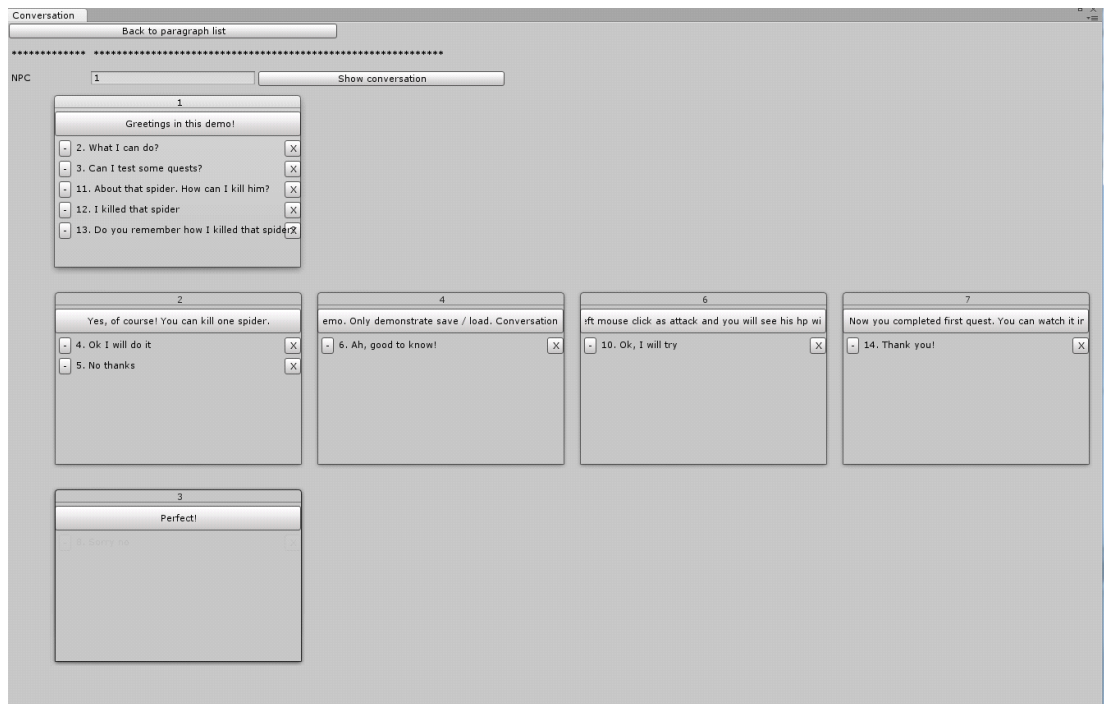 Conversation
Back to paragraph list
************* *************************************************************
NPC 1 Show conversation
1
Greetings in this demo!
- 2. What I can do? X
- 3. Can I test some quests? X
- 11. About that spider. How can I kill him? X
- 12. I killed that spider X
- 13. Do you remember how I killed that spider? X
2
Yes, of course! You can kill one spider.
- 4. Ok I will do it X
- 5. No thanks X
4
emo. Only demonstrate save / load. Conversation
- 6. Ah, good to know! X
6
eft mouse click as attack and you will see his hp wi
- 10. Ok, I will try X
7
Now you completed first quest. You can watch it ir
- 14. Thank you! X
3
Perfect!